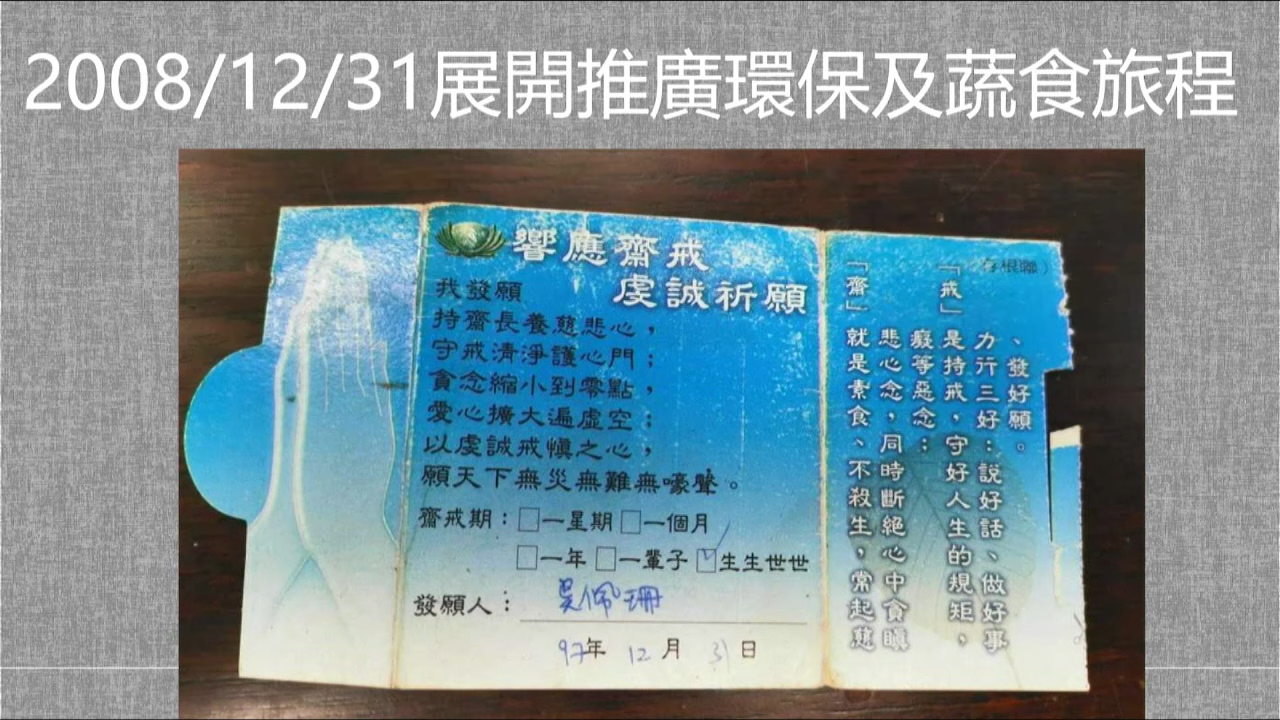 2008/12/31展開推廣環保及蔬食旅程
響應齋戒
虔誠祈願
我發願
持齋長養慈悲心，
守戒清淨護心門；
貪念縮小到零點，
愛心擴大遍虛空；
以虔誠戒慎之心，
願天下無災無難無嚎聲。
齋戒期：□一星期□一個月
□一年□一輩子☑生生世世
發願人：吳佩珊
97年 12月 31日
存根聯）
、發好願。
力行三好：說好話、做好事
「戒」是持戒，守好人生的規矩，
癡等惡念；
悲心念，同時斷絕心中貪瞋
「齋」就是素食、不殺生，常起慈